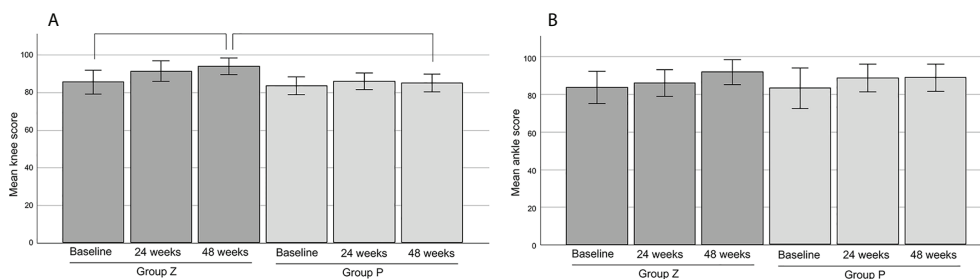 A
Mean knee score
100
80
60
40
20
0
Baseline 24 weeks 48 weeks Baseline 24 weeks 48 weeks
Group Z Group P
B
Mean ankle score
100
80
60
40
20
0
Baseline 24 weeks 48 weeks Baseline 24 weeks 48 weeks
Group Z Group P